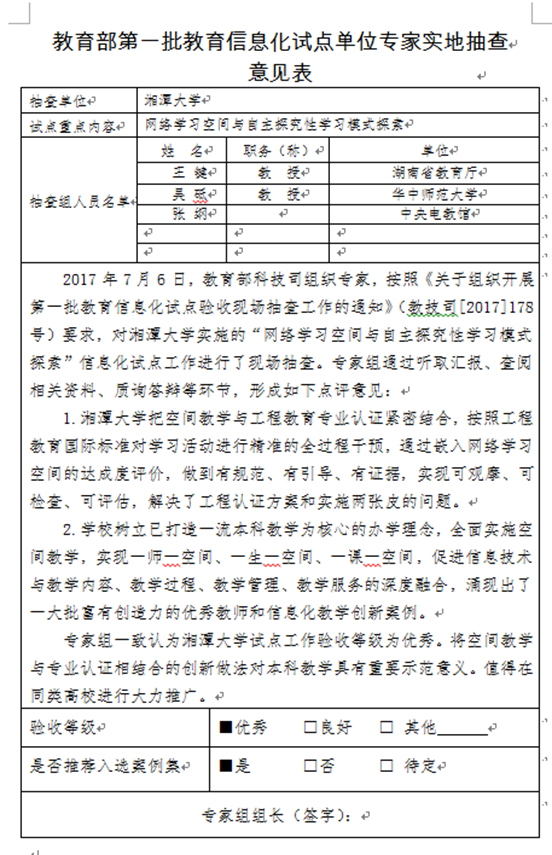 教育部第一批教育信息化试点单位专家实地抽查
意见表
抽查单位 湘潭大学
试点重点内容 网络学习空间与自主探究性学习模式探索
抽查组人员名单 姓 名 职务（称） 单位
王 键 教 授 湖南省教育厅
吴 砥 教 授 华中师范大学
张 纲 中央电教馆
2017 年 7 月 6 日，教育部科技司组织专家，按照《关于组织开展
第一批教育信息化试点验收现场抽查工作的通知》（教技司[2017]178
号）要求，对湘潭大学实施的“网络学习空间与自主探究性学习模式
探索”信息化试点工作进行了现场抽查。专家组通过听取汇报、查阅
相关资料、质询答辩等环节，形成如下点评意见：
1. 湘潭大学把空间教学与工程教育专业认证紧密结合，按照工程
教育国际标准对学习活动进行精准的全过程干预，通过嵌入网络学习
空间的达成度评价，做到有规范、有引导、有证据，实现可观摩、可
检查、可评估，解决了工程认证方案和实施两张皮的问题。
2. 学校树立已打造一流本科教学为核心的办学理念，全面实施空
间教学，实现一师一空间、一生一空间、一课一空间，促进信息技术
与教学内容、教学过程、教学管理、教学服务的深度融合，涌现出了
一大批富有创造力的优秀教师和信息化教学创新案例。
专家组一致认为湘潭大学试点工作验收等级为优秀。将空间教学
与专业认证相结合的创新做法对本科教学具有重要示范意义。值得在
同类高校进行大力推广。
验收等级 ■优秀 □良好 □ 其他______
是否推荐入选案例集 ■是 □否 □ 待定
专家组组长（签字）：